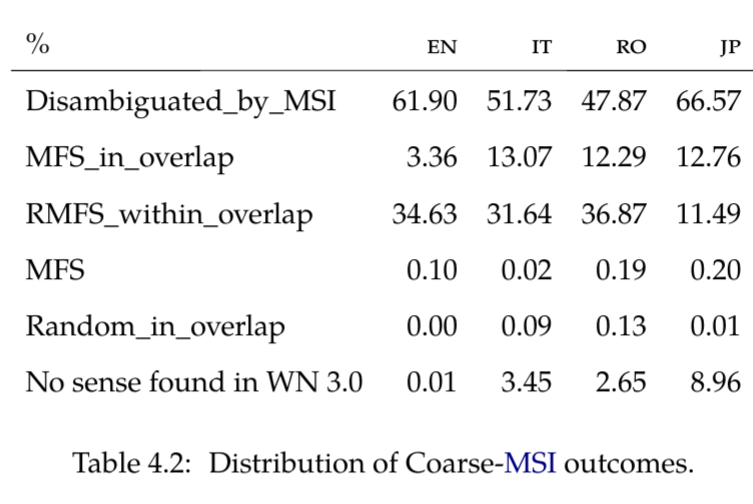 % EN IT RO JP
Disambiguated_by_MSI 61.90 51.73 47.87 66.57
MFS_in_overlap 3.36 13.07 12.29 12.76
RMFS_within_overlap 34.63 31.64 36.87 11.49
MFS 0.10 0.02 0.19 0.20
Random_in_overlap 0.00 0.09 0.13 0.01
No sense found in WN 3.0 0.01 3.45 2.65 8.96
Table 4.2: Distribution of Coarse-MSI outcomes.